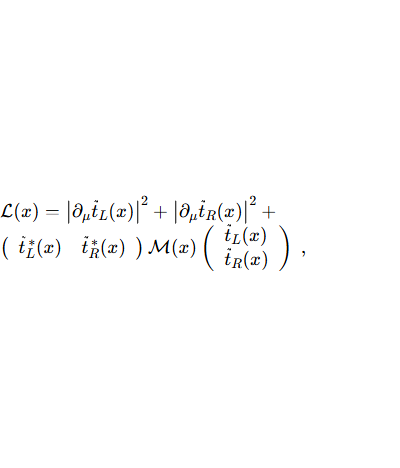 ℒ(x) = |∂_μ t̃_L(x)|² + |∂_μ t̃_R(x)|² +
( t̃*_L(x) t̃*_R(x) ) ℳ(x) ( t̃_L(x) t̃_R(x) ) ,